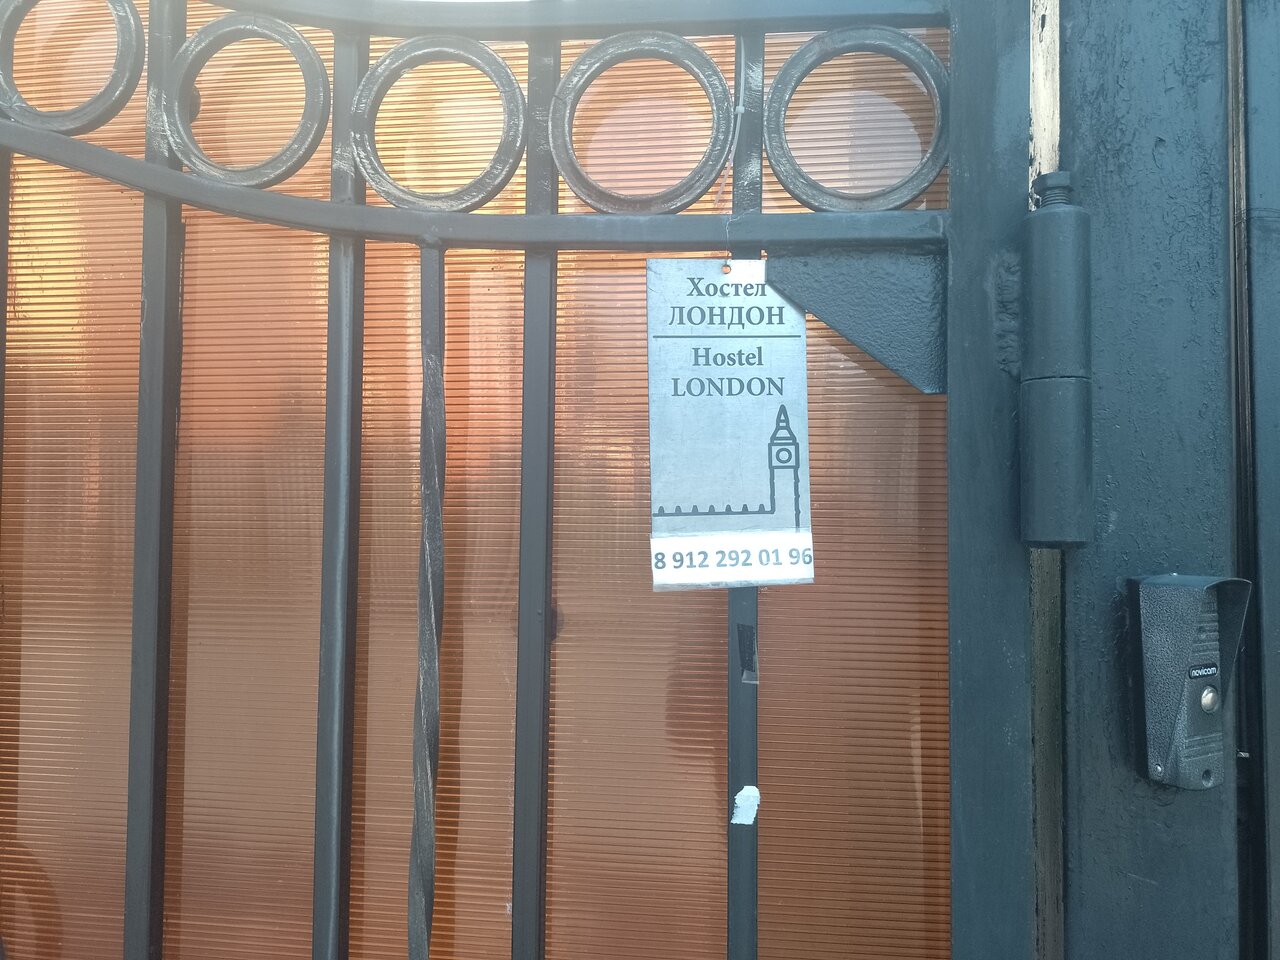 Хостел
ЛОНДОН
Hostel
LONDON
8 912 292 01 96
novicam